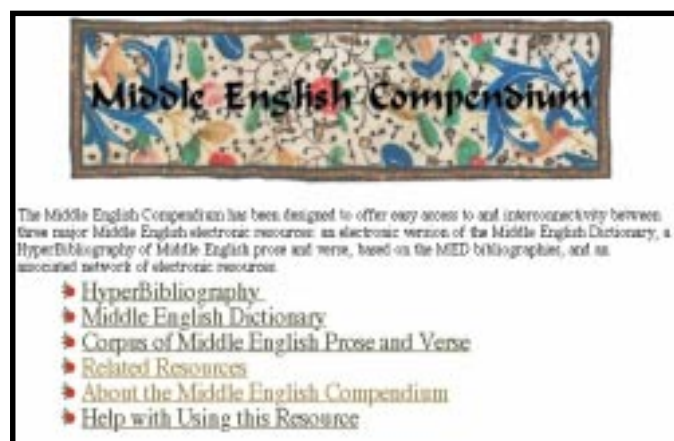 Middle English Compendium
The Middle English Compendium has been designed to offer easy access to and interconnectivity between
three major Middle English electronic resources: an electronic version of the Middle English Dictionary, a
HyperBibliography of Middle English prose and verse, based on the MED bibliographies, and an
associated network of electronic resources.
HyperBibliography
Middle English Dictionary
Corpus of Middle English Prose and Verse
Related Resources
About the Middle English Compendium
Help with Using this Resource